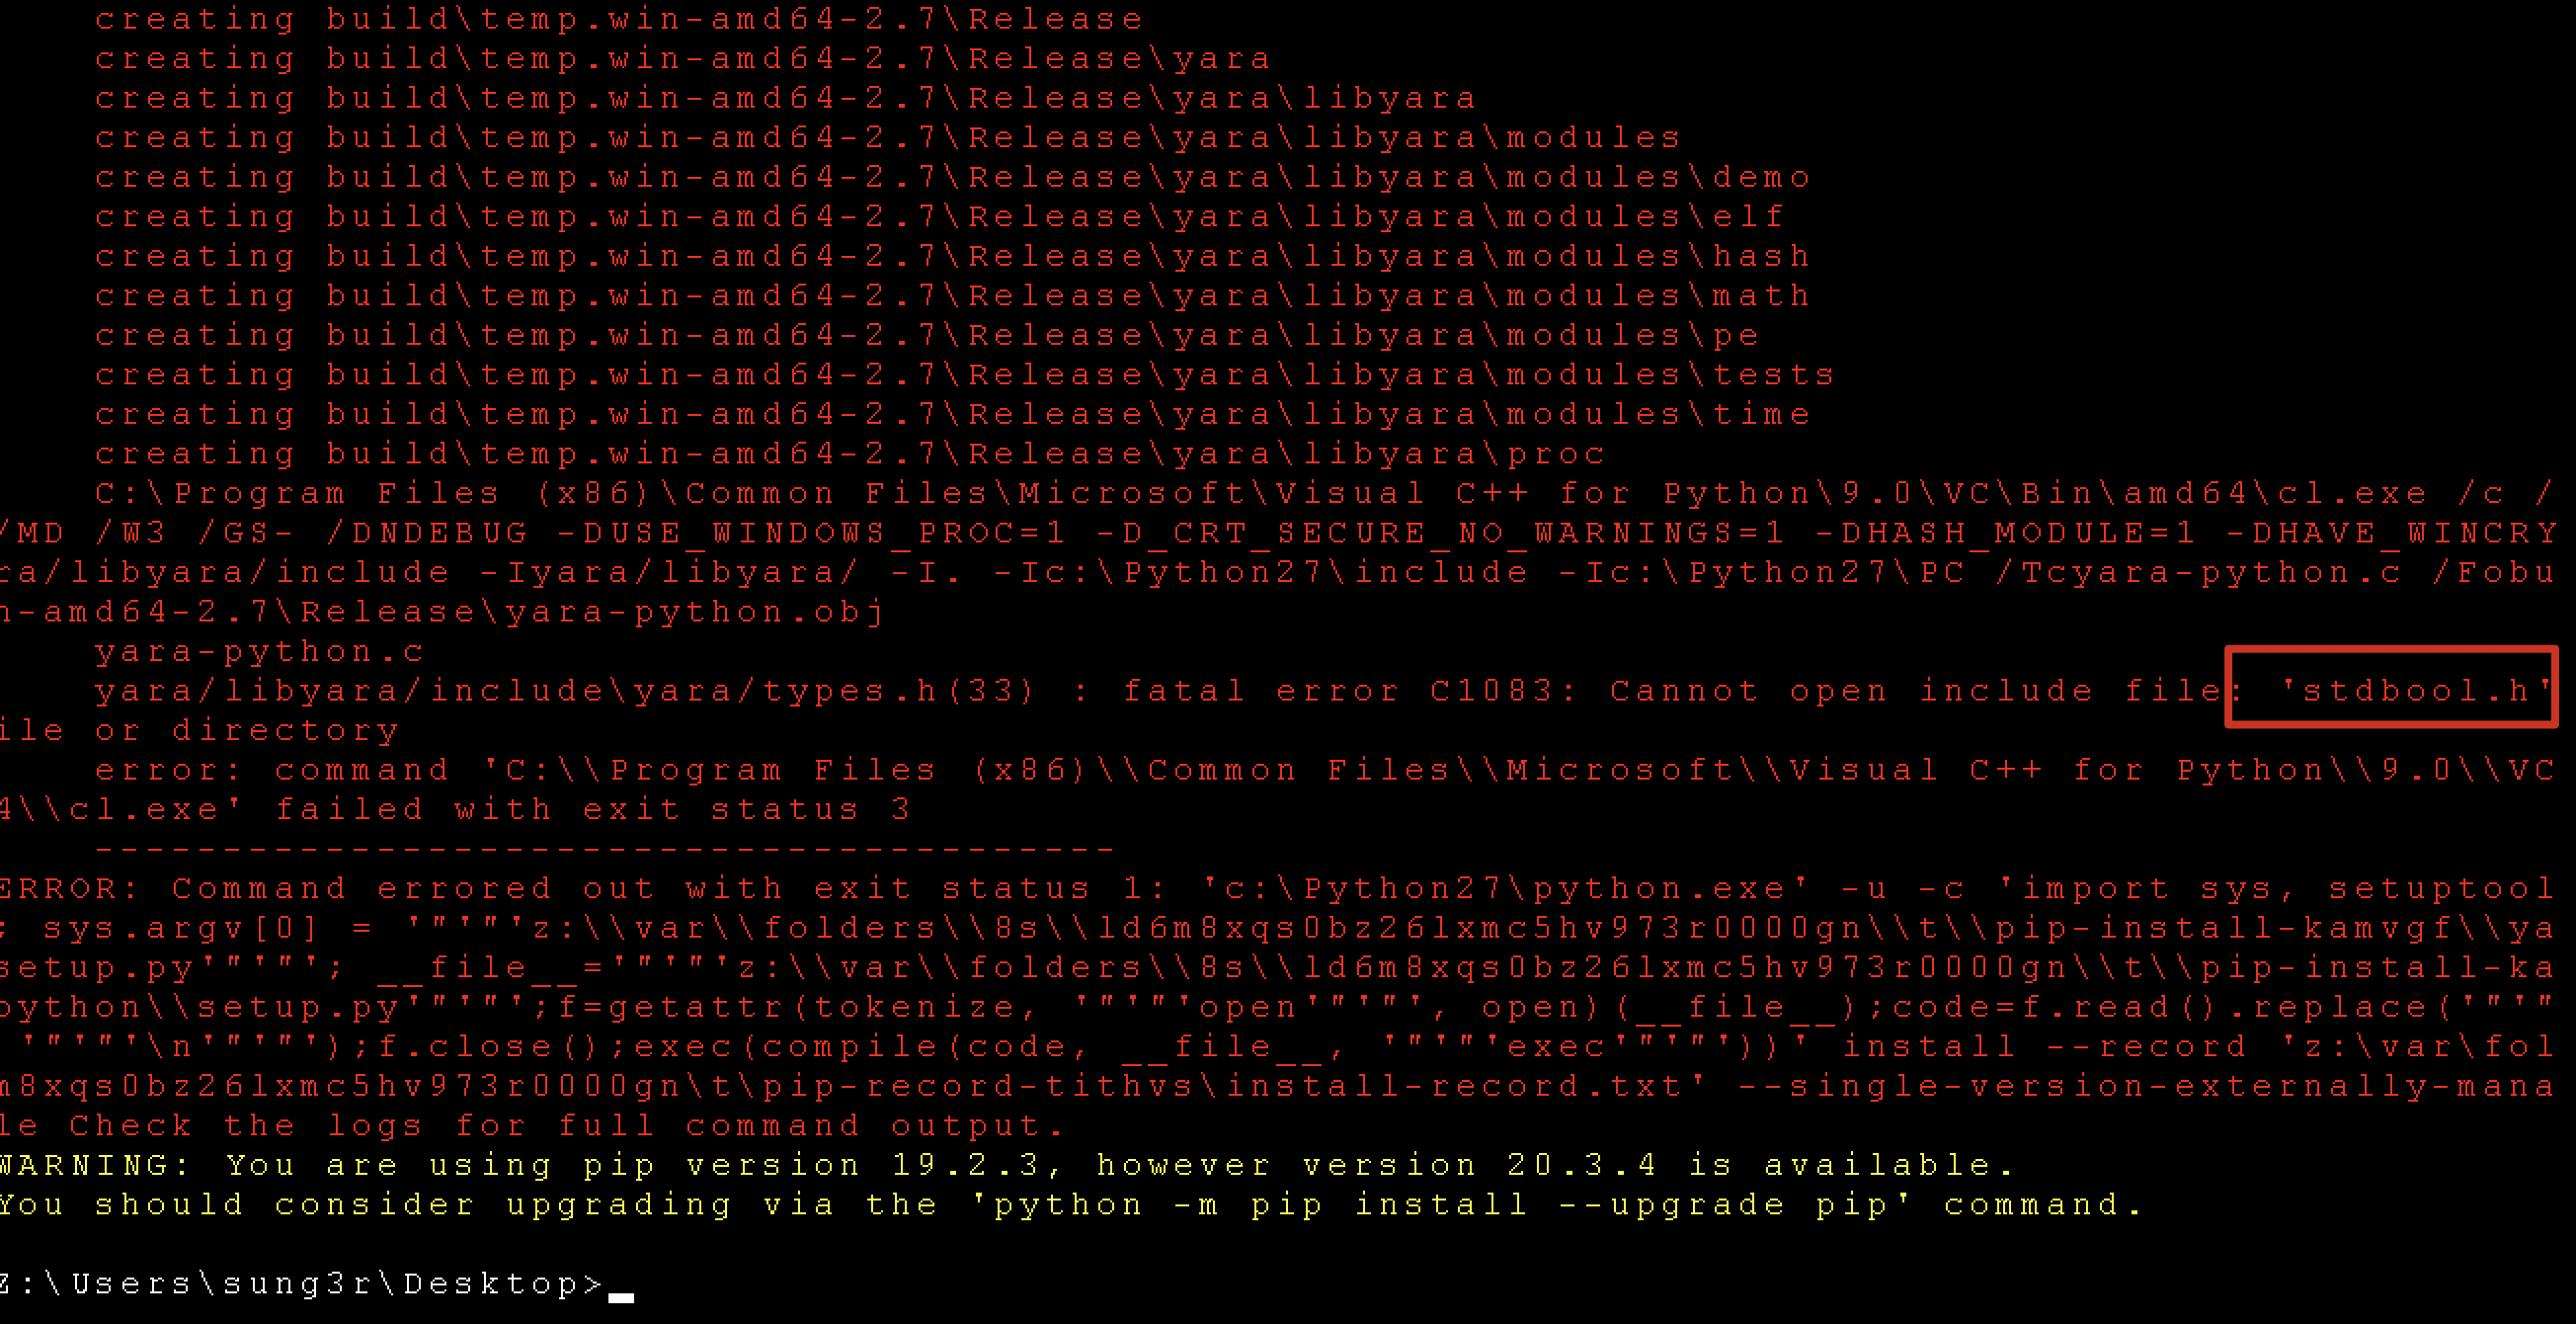 creating build\temp.win-amd64-2.7\Release
creating build\temp.win-amd64-2.7\Release\yara
creating build\temp.win-amd64-2.7\Release\yara\libyara
creating build\temp.win-amd64-2.7\Release\yara\libyara\modules
creating build\temp.win-amd64-2.7\Release\yara\libyara\modules\demo
creating build\temp.win-amd64-2.7\Release\yara\libyara\modules\elf
creating build\temp.win-amd64-2.7\Release\yara\libyara\modules\hash
creating build\temp.win-amd64-2.7\Release\yara\libyara\modules\math
creating build\temp.win-amd64-2.7\Release\yara\libyara\modules\pe
creating build\temp.win-amd64-2.7\Release\yara\libyara\modules\tests
creating build\temp.win-amd64-2.7\Release\yara\libyara\modules\time
creating build\temp.win-amd64-2.7\Release\yara\libyara\proc
C:\Program Files (x86)\Common Files\Microsoft\Visual C++ for Python\9.0\VC\Bin\amd64\cl.exe /c /
/MD /W3 /GS- /DNDEBUG -DUSE_WINDOWS_PROC=1 -D_CRT_SECURE_NO_WARNINGS=1 -DHASH_MODULE=1 -DHAVE_WINCRY
ra/libyara/include -Iyara/libyara/ -I. -Ic:\Python27\include -Ic:\Python27\PC /Tcyara-python.c /Fobu
n-amd64-2.7\Release\yara-python.obj
yara-python.c
yara/libyara/include\yara/types.h(33) : fatal error C1083: Cannot open include file: 'stdbool.h'
ile or directory
error: command 'C:\\Program Files (x86)\\Common Files\\Microsoft\\Visual C++ for Python\\9.0\\VC
4\\cl.exe' failed with exit status 3
----------------------------------------
ERROR: Command errored out with exit status 1: 'c:\Python27\python.exe' -u -c 'import sys, setuptool
; sys.argv[0] = '"'"'z:\\var\\folders\\8s\\ld6m8xqs0bz26lxmc5hv973r0000gn\\t\\pip-install-kamvgf\\ya
setup.py'"'"'; __file__='"'"'z:\\var\\folders\\8s\\ld6m8xqs0bz26lxmc5hv973r0000gn\\t\\pip-install-ka
python\\setup.py'"'"';f=getattr(tokenize, '"'"'open'"'"', open)(__file__);code=f.read().replace('"'"
'"'"'\n'"'"');f.close();exec(compile(code, __file__, '"'"'exec'"'"'))' install --record 'z:\var\fol
m8xqs0bz26lxmc5hv973r0000gn\t\pip-record-tithvs\install-record.txt' --single-version-externally-mana
le Check the logs for full command output.
WARNING: You are using pip version 19.2.3, however version 20.3.4 is available.
You should consider upgrading via the 'python -m pip install --upgrade pip' command.
Z:\Users\sung3r\Desktop>